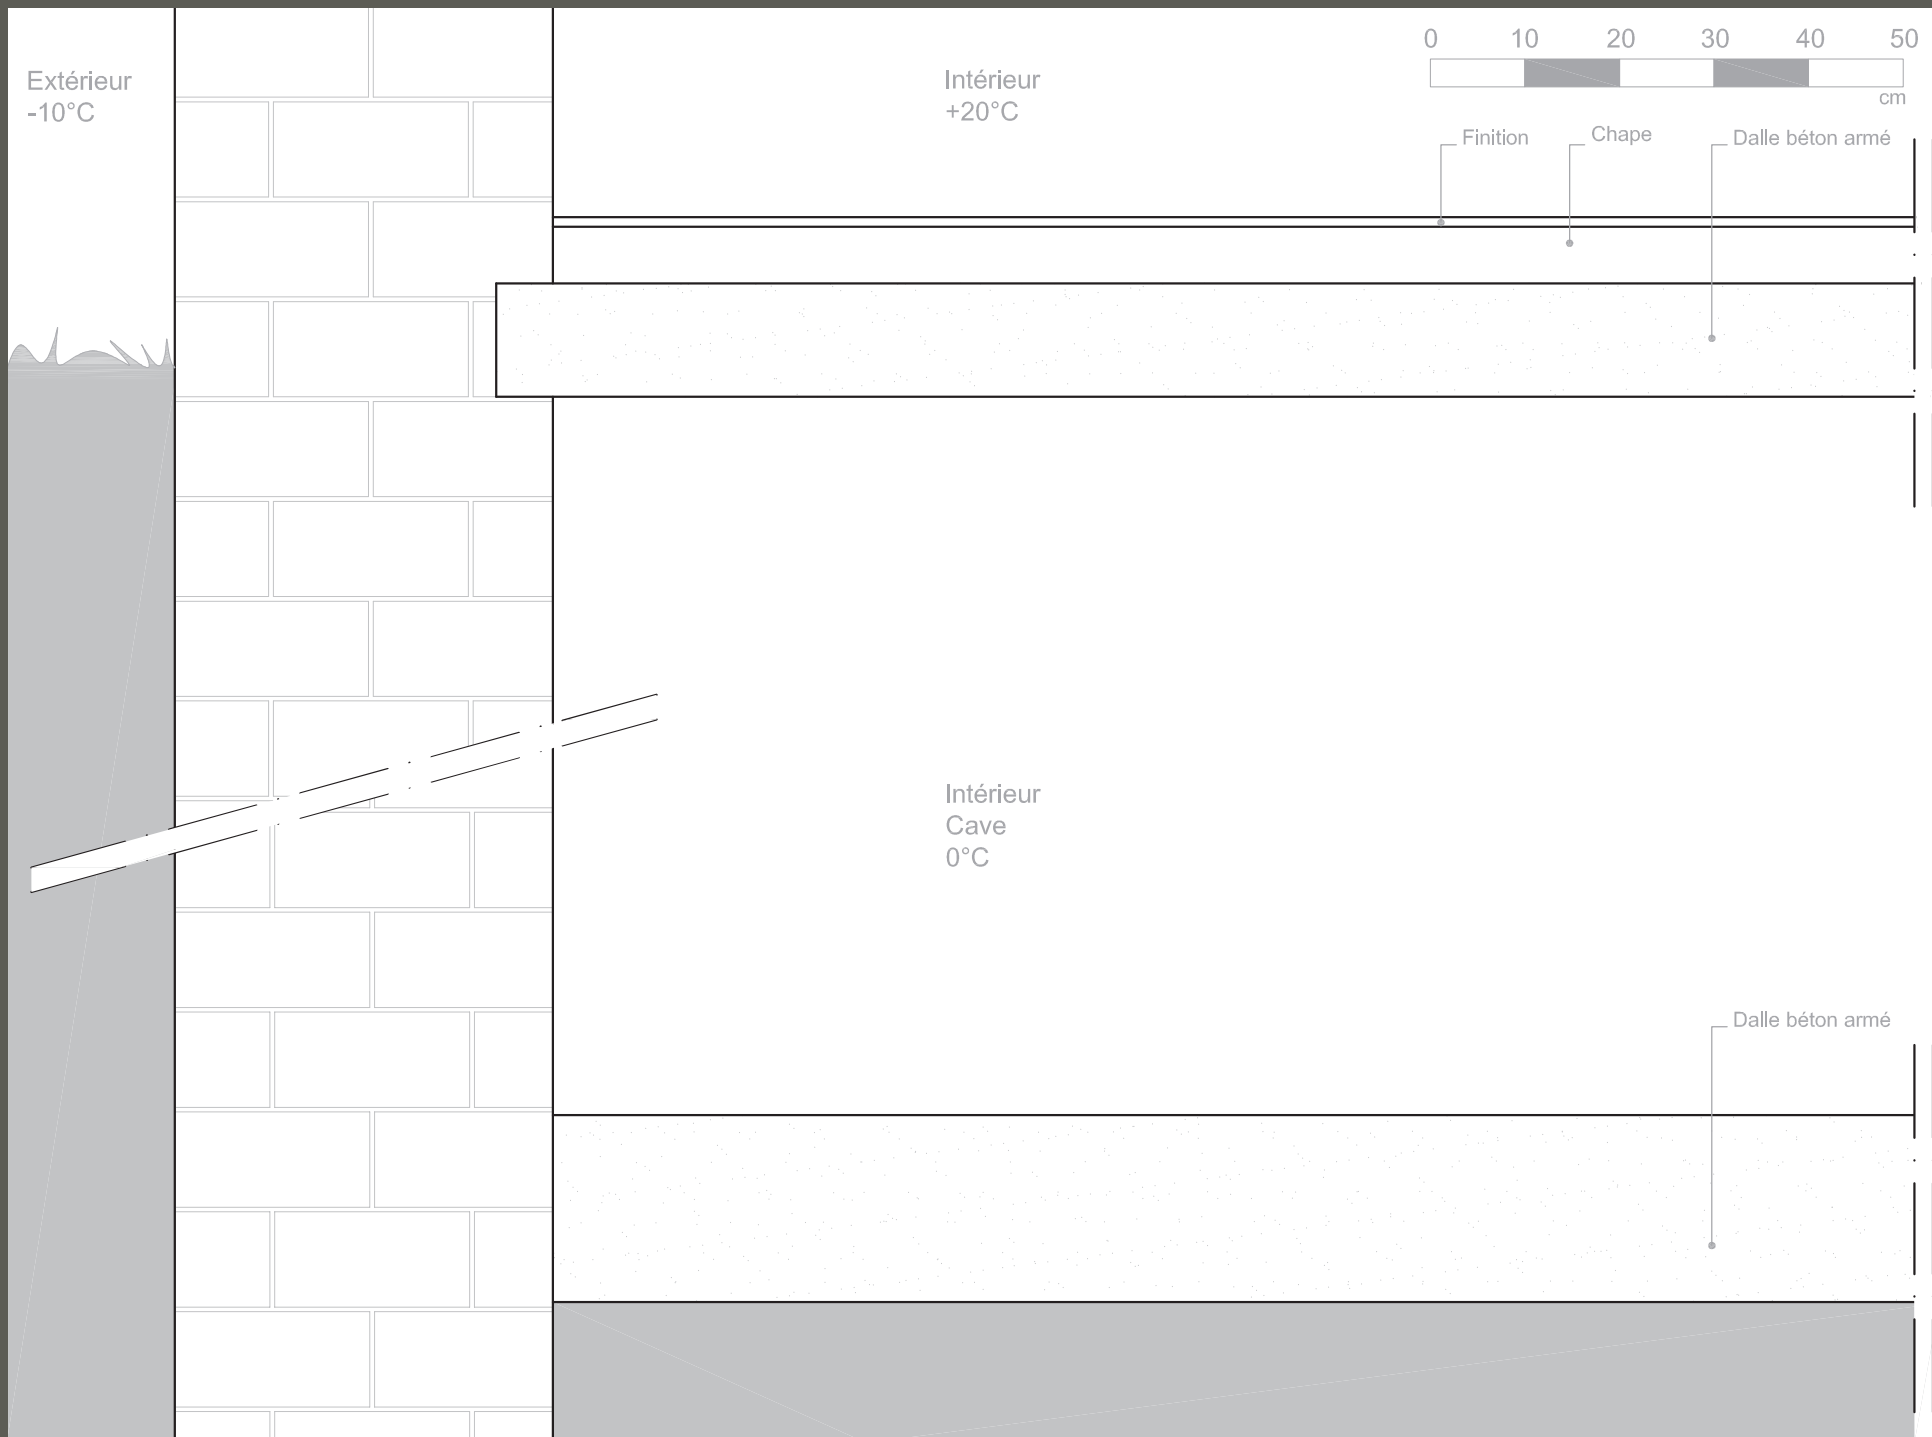 Extérieur
-10°C
Intérieur
+20°C
0 10 20 30 40 50
cm
Finition
Chape
Dalle béton armé
Intérieur
Cave
0°C
Dalle béton armé